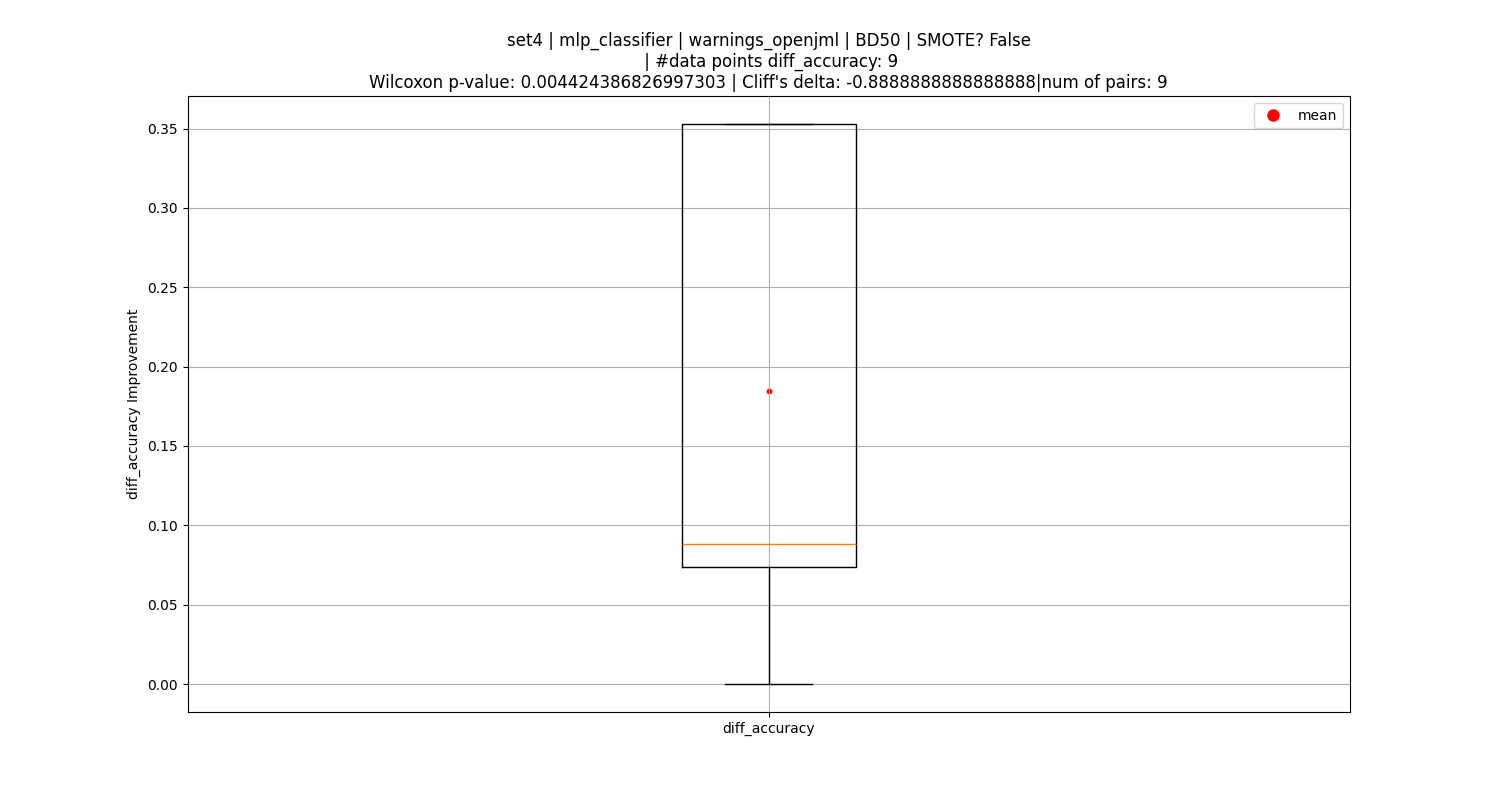 set4 | mlp_classifier | warnings_openjml | BD50 | SMOTE? False
| #data points diff_accuracy: 9
Wilcoxon p-value: 0.004424386826997303 | Cliff's delta: -0.8888888888888888|num of pairs: 9
mean
0.35
0.30
0.25
0.20
0.15
0.10
0.05
0.00
diff_accuracy Improvement
diff_accuracy